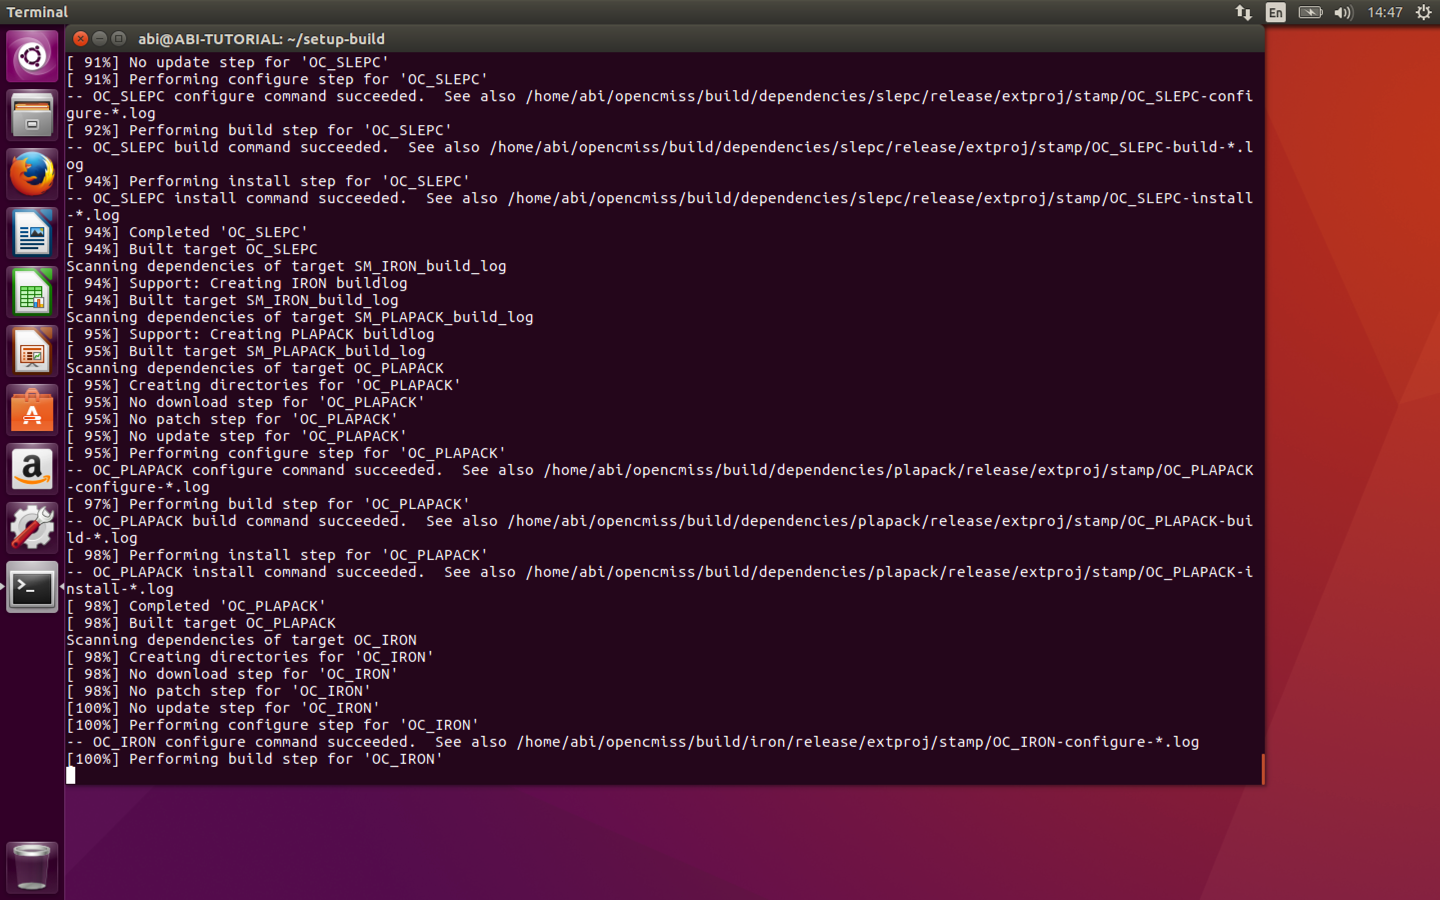 Terminal
En
14:47
abi@ABI-TUTORIAL: ~/setup-build
[ 91%] No update step for 'OC_SLEPC'
[ 91%] Performing configure step for 'OC_SLEPC'
-- OC_SLEPC configure command succeeded.  See also /home/abi/opencmiss/build/dependencies/slepc/release/extproj/stamp/OC_SLEPC-confi
gure-*.log
[ 92%] Performing build step for 'OC_SLEPC'
-- OC_SLEPC build command succeeded.  See also /home/abi/opencmiss/build/dependencies/slepc/release/extproj/stamp/OC_SLEPC-build-*.l
og
[ 94%] Performing install step for 'OC_SLEPC'
-- OC_SLEPC install command succeeded.  See also /home/abi/opencmiss/build/dependencies/slepc/release/extproj/stamp/OC_SLEPC-install
-*.log
[ 94%] Completed 'OC_SLEPC'
[ 94%] Built target OC_SLEPC
Scanning dependencies of target SM_IRON_build_log
[ 94%] Support: Creating IRON buildlog
[ 94%] Built target SM_IRON_build_log
Scanning dependencies of target SM_PLAPACK_build_log
[ 95%] Support: Creating PLAPACK buildlog
[ 95%] Built target SM_PLAPACK_build_log
Scanning dependencies of target OC_PLAPACK
[ 95%] Creating directories for 'OC_PLAPACK'
[ 95%] No download step for 'OC_PLAPACK'
[ 95%] No patch step for 'OC_PLAPACK'
[ 95%] No update step for 'OC_PLAPACK'
[ 95%] Performing configure step for 'OC_PLAPACK'
-- OC_PLAPACK configure command succeeded.  See also /home/abi/opencmiss/build/dependencies/plapack/release/extproj/stamp/OC_PLAPACK
-configure-*.log
[ 97%] Performing build step for 'OC_PLAPACK'
-- OC_PLAPACK build command succeeded.  See also /home/abi/opencmiss/build/dependencies/plapack/release/extproj/stamp/OC_PLAPACK-bui
ld-*.log
[ 98%] Performing install step for 'OC_PLAPACK'
-- OC_PLAPACK install command succeeded.  See also /home/abi/opencmiss/build/dependencies/plapack/release/extproj/stamp/OC_PLAPACK-i
nstall-*.log
[ 98%] Completed 'OC_PLAPACK'
[ 98%] Built target OC_PLAPACK
Scanning dependencies of target OC_IRON
[ 98%] Creating directories for 'OC_IRON'
[ 98%] No download step for 'OC_IRON'
[ 98%] No patch step for 'OC_IRON'
[100%] No update step for 'OC_IRON'
[100%] Performing configure step for 'OC_IRON'
-- OC_IRON configure command succeeded.  See also /home/abi/opencmiss/build/iron/release/extproj/stamp/OC_IRON-configure-*.log
[100%] Performing build step for 'OC_IRON'